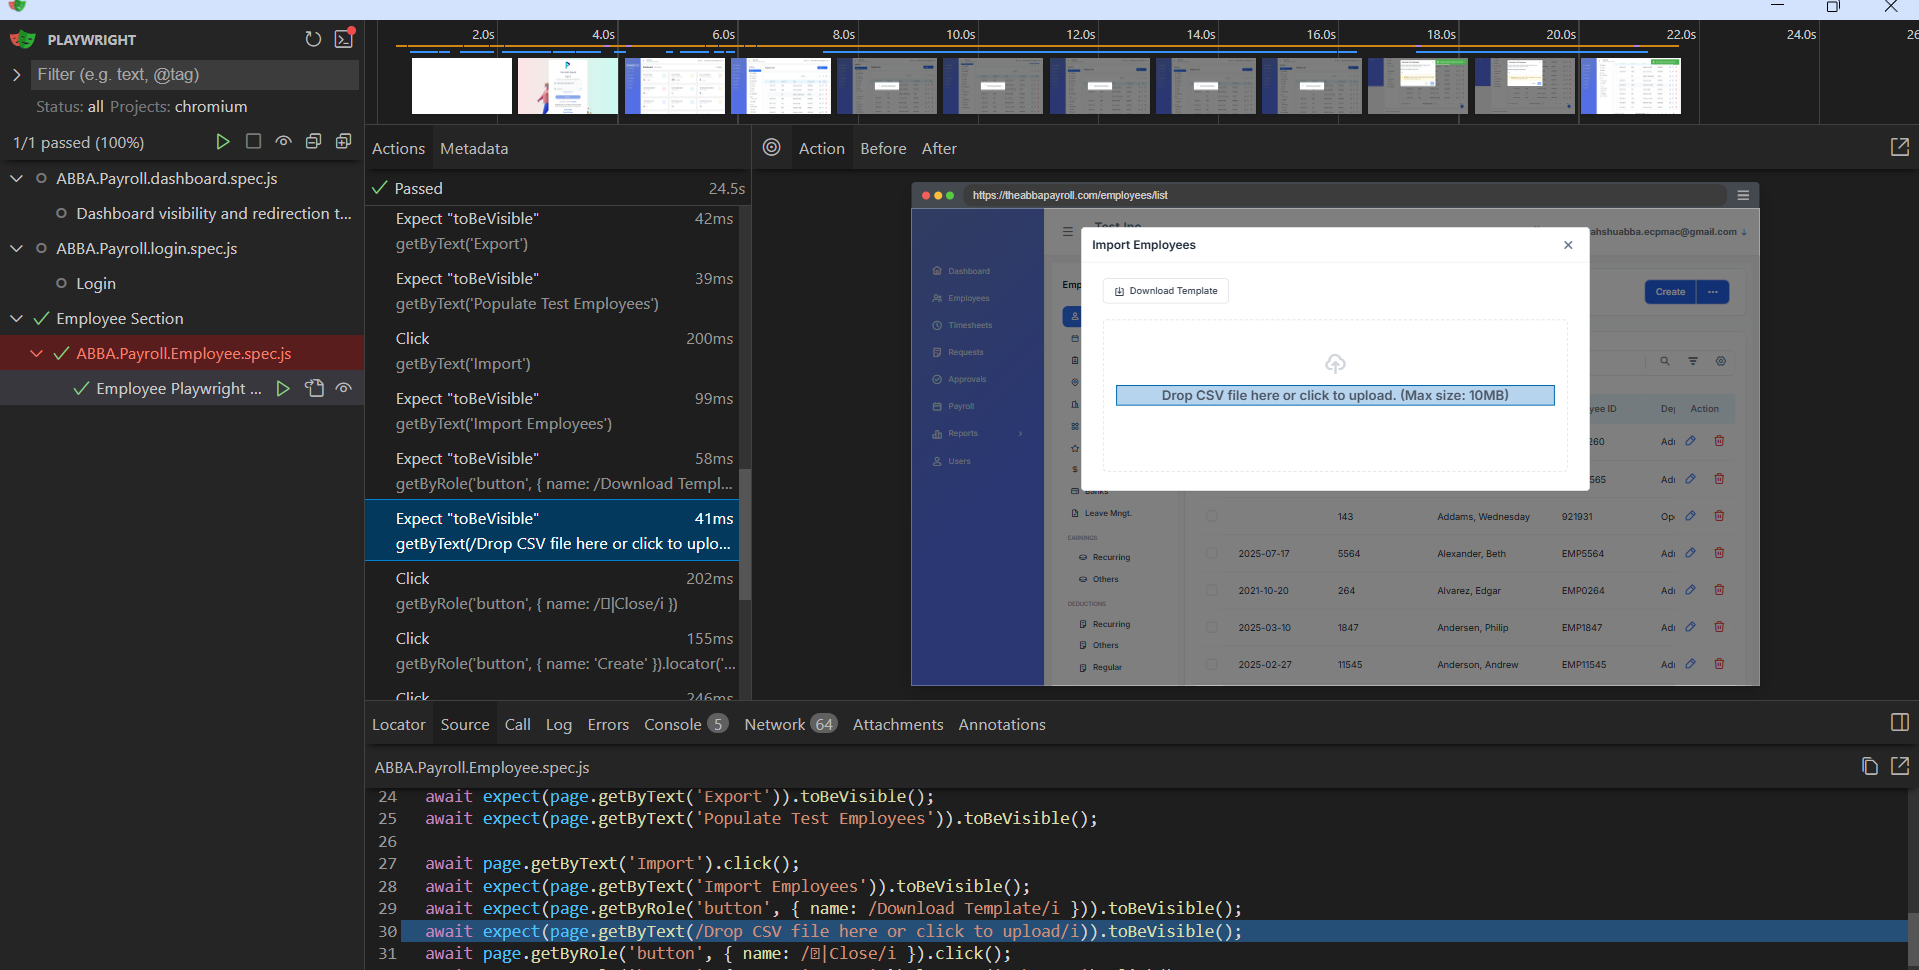 PLAYWRIGHT
Filter (e.g. text, @tag)
Status: all Projects: chromium
1/1 passed (100%)
ABBA.Payroll.dashboard.spec.js
Dashboard visibility and redirection t...
ABBA.Payroll.login.spec.js
Login
Employee Section
ABBA.Payroll.Employee.spec.js
Employee Playwright ...
2.0s 4.0s 6.0s 8.0s 10.0s 12.0s 14.0s 16.0s 18.0s 20.0s 22.0s 24.0s 26
Actions Metadata
Passed 24.5s
Expect "toBeVisible" 42ms
getByText('Export')
Expect "toBeVisible" 39ms
getByText('Populate Test Employees')
Click 200ms
getByText('Import')
Expect "toBeVisible" 99ms
getByText('Import Employees')
Expect "toBeVisible" 58ms
getByRole('button', { name: /Download Templ...
Expect "toBeVisible" 41ms
getByText(/Drop CSV file here or click to uplo...
Click 202ms
getByRole('button', { name: /▯|Close/i })
Click 155ms
getByRole('button', { name: 'Create' }).locator('...
Click 246ms
Action Before After
https://theabbapayroll.com/employees/list
Test Inc
ahshuabba.ecpmac@gmail.com
Dashboard
Employees
Timesheets
Requests
Approvals
Payroll
Reports
Users
Emp
Import Employees
Download Template
Drop CSV file here or click to upload. (Max size: 10MB)
Create ...
yee ID Dep Action
260 Adı
565 Adı
Banks
Leave Mngt.
EARNINGS
Recurring
Others
DEDUCTIONS
Recurring
Others
Regular
143 Addams, Wednesday 921931 Op
2025-07-17 5564 Alexander, Beth EMP5564 Adı
2021-10-20 264 Alvarez, Edgar EMP0264 Adı
2025-03-10 1847 Andersen, Philip EMP1847 Adı
2025-02-27 11545 Anderson, Andrew EMP11545 Adı
Locator Source Call Log Errors Console 5 Network 64 Attachments Annotations
ABBA.Payroll.Employee.spec.js
24 await expect(page.getByText('Export')).toBeVisible();
25 await expect(page.getByText('Populate Test Employees')).toBeVisible();
26
27 await page.getByText('Import').click();
28 await expect(page.getByText('Import Employees')).toBeVisible();
29 await expect(page.getByRole('button', { name: /Download Template/i })).toBeVisible();
30 await expect(page.getByText(/Drop CSV file here or click to upload/i)).toBeVisible();
31 await page.getByRole('button', { name: /▯|Close/i }).click();